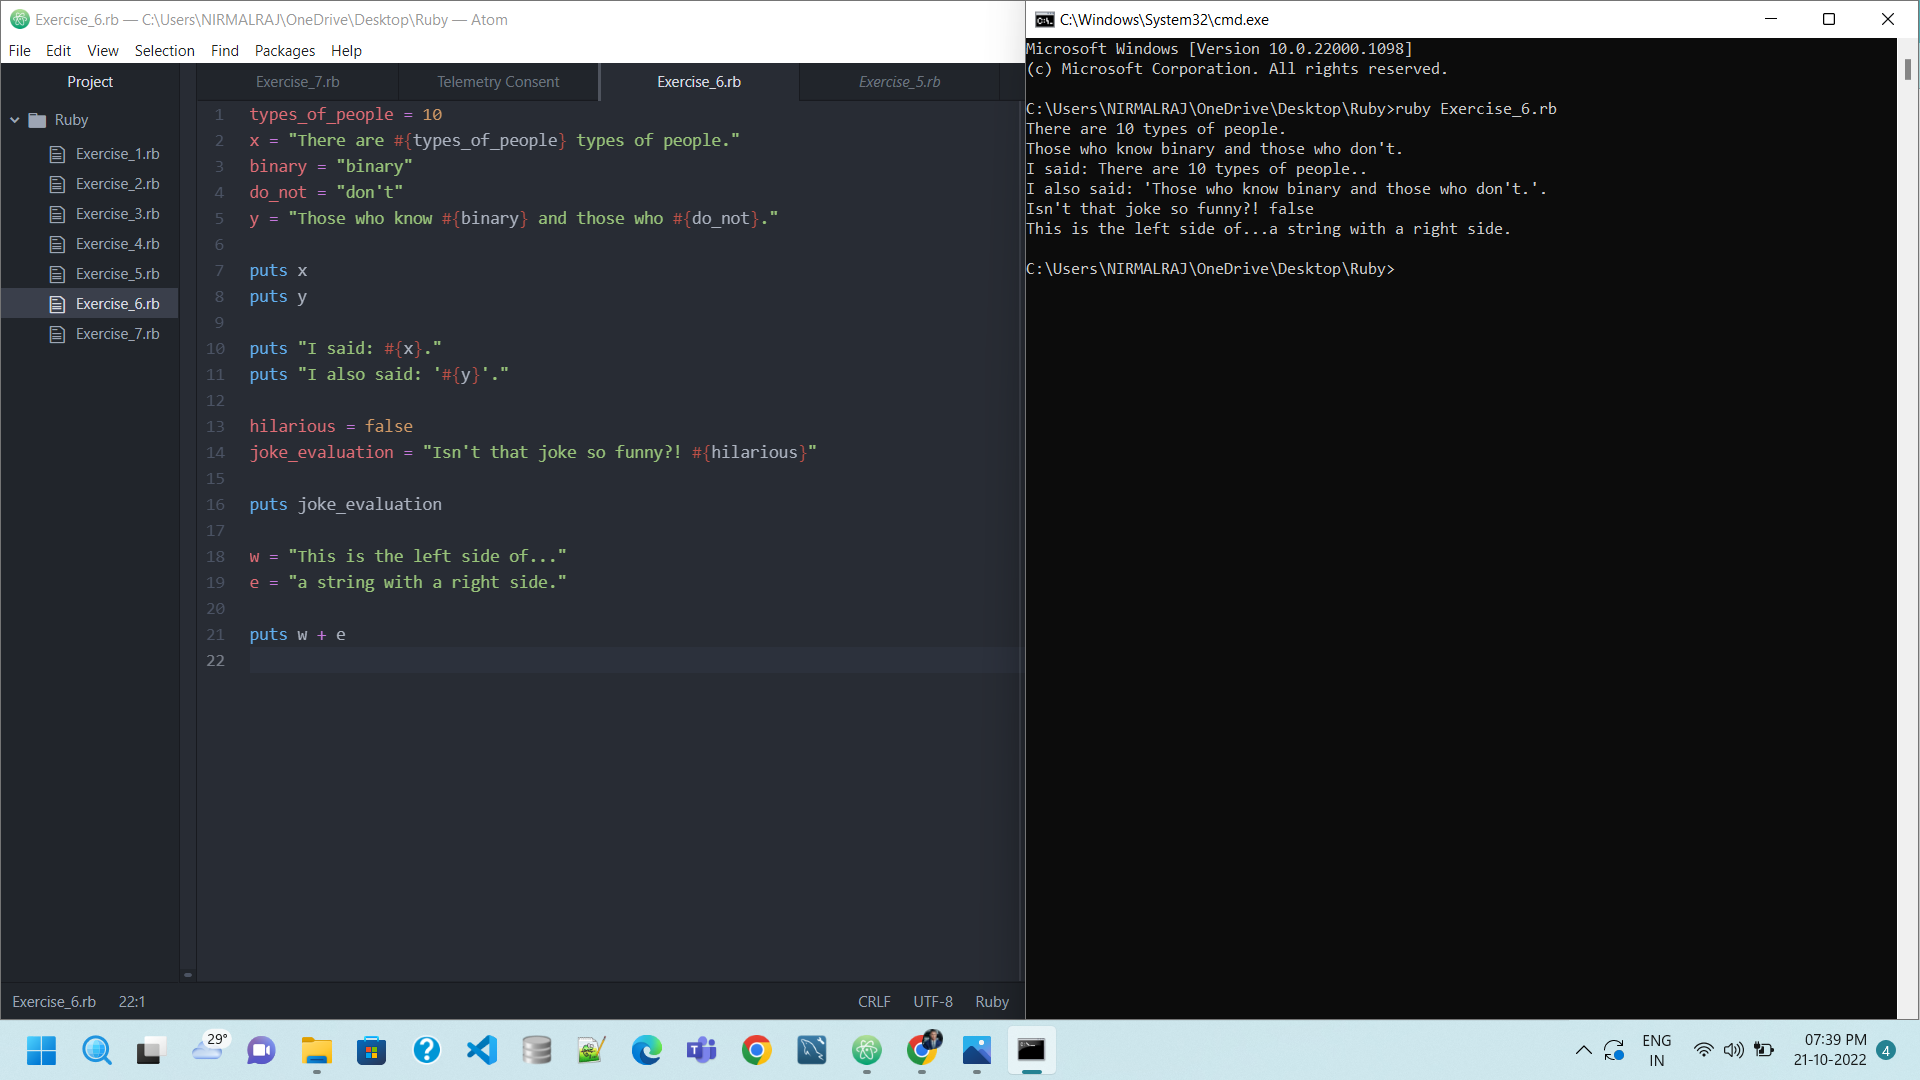 Exercise_6.rb — C:\Users\NIRMALRAJ\OneDrive\Desktop\Ruby — Atom
File Edit View Selection Find Packages Help
Project
Ruby
Exercise_1.rb
Exercise_2.rb
Exercise_3.rb
Exercise_4.rb
Exercise_5.rb
Exercise_6.rb
Exercise_7.rb
Exercise_7.rb Telemetry Consent Exercise_6.rb Exercise_5.rb
1 types_of_people = 10
2 x = "There are #{types_of_people} types of people."
3 binary = "binary"
4 do_not = "don't"
5 y = "Those who know #{binary} and those who #{do_not}."
6
7 puts x
8 puts y
9
10 puts "I said: #{x}."
11 puts "I also said: '#{y}'."
12
13 hilarious = false
14 joke_evaluation = "Isn't that joke so funny?! #{hilarious}"
15
16 puts joke_evaluation
17
18 w = "This is the left side of..."
19 e = "a string with a right side."
20
21 puts w + e
22
Exercise_6.rb 22:1 CRLF UTF-8 Ruby
C:\Windows\System32\cmd.exe
Microsoft Windows [Version 10.0.22000.1098]
(c) Microsoft Corporation. All rights reserved.
C:\Users\NIRMALRAJ\OneDrive\Desktop\Ruby>ruby Exercise_6.rb
There are 10 types of people.
Those who know binary and those who don't.
I said: There are 10 types of people..
I also said: 'Those who know binary and those who don't.'.
Isn't that joke so funny?! false
This is the left side of...a string with a right side.
C:\Users\NIRMALRAJ\OneDrive\Desktop\Ruby>
29°
ENG
IN
07:39 PM
21-10-2022
4